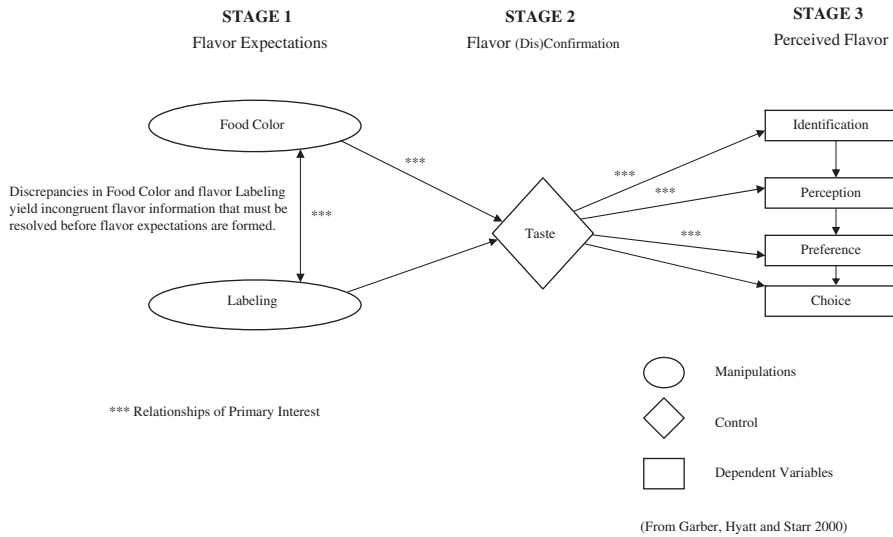 STAGE 1
Flavor Expectations
STAGE 2
Flavor (Dis)Confirmation
STAGE 3
Perceived Flavor
Food Color
***
Discrepancies in Food Color and flavor Labeling
yield incongruent flavor information that must be
resolved before flavor expectations are formed.
***
Labeling
Taste
***
***
***
Identification
Perception
Preference
Choice
*** Relationships of Primary Interest
Manipulations
Control
Dependent Variables
(From Garber, Hyatt and Starr 2000)